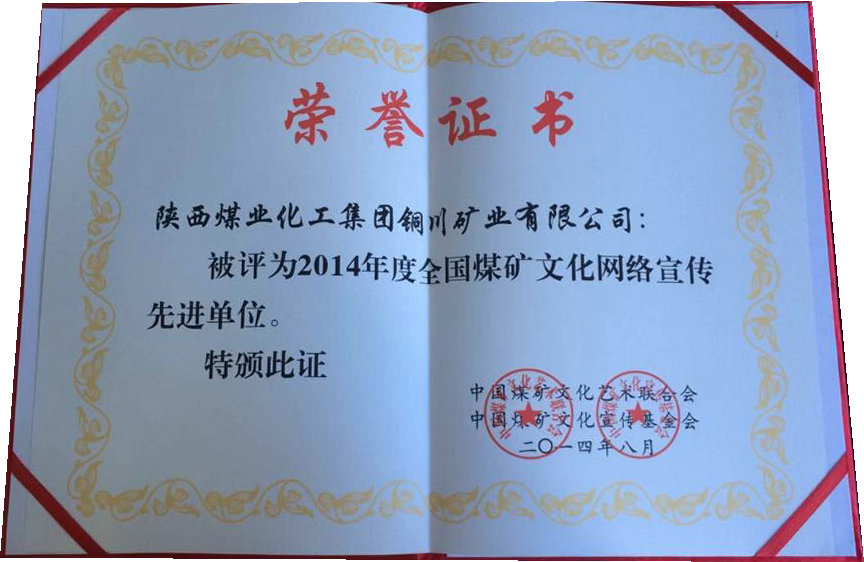 荣誉证书
陕西煤业化工集团铜川矿业有限公司：
被评为2014年度全国煤矿文化网络宣传
先进单位。
特颁此证
中国煤矿文化艺术联合会
中国煤矿文化宣传基金会
二〇一四年八月